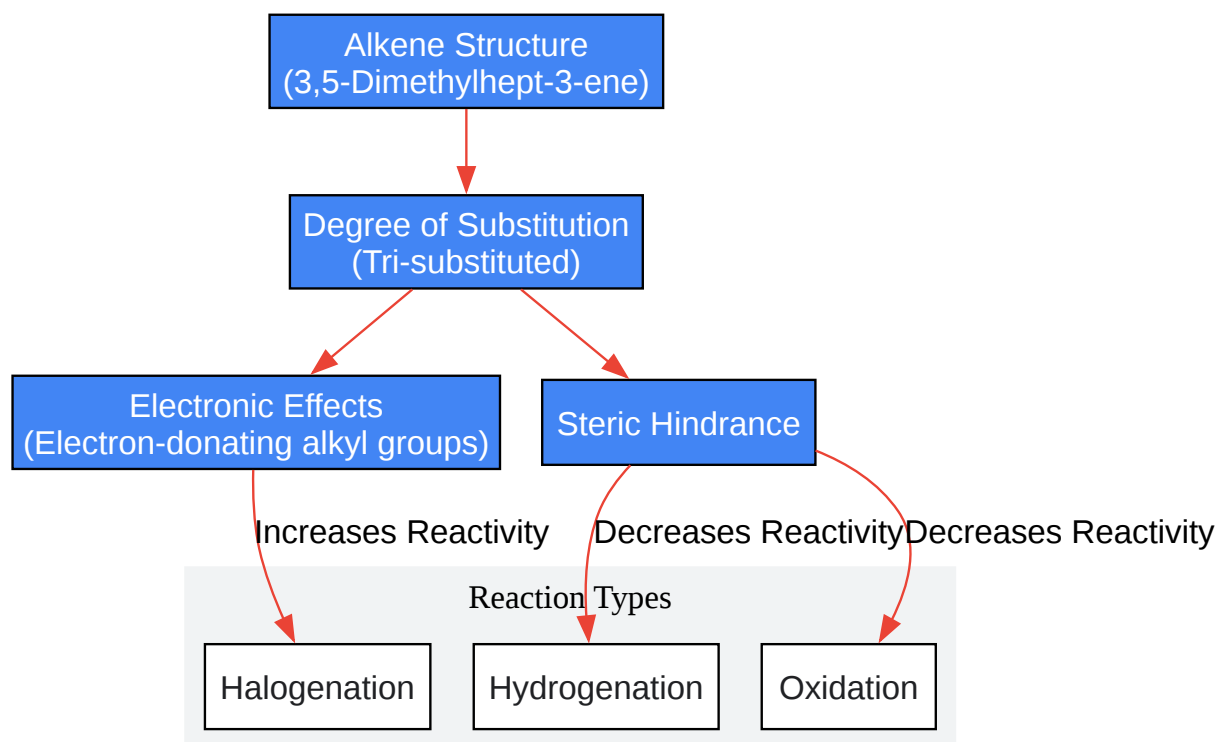 Alkene Structure
(3,5-Dimethylhept-3-ene)
Degree of Substitution
(Tri-substituted)
Electronic Effects
(Electron-donating alkyl groups)
Steric Hindrance
Increases Reactivity
Decreases Reactivity
Decreases Reactivity
Reaction Types
Halogenation
Hydrogenation
Oxidation